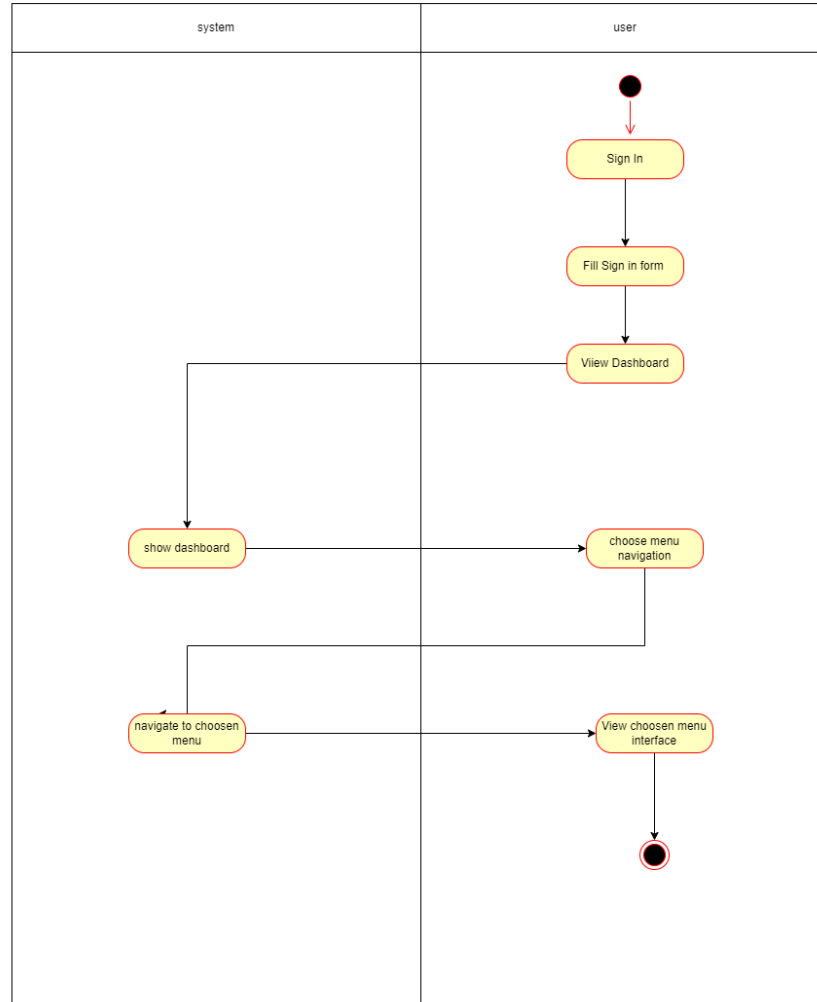 system
user
Sign In
Fill Sign in form
Viiew Dashboard
show dashboard
choose menu
navigation
navigate to choosen
menu
View choosen menu
interface